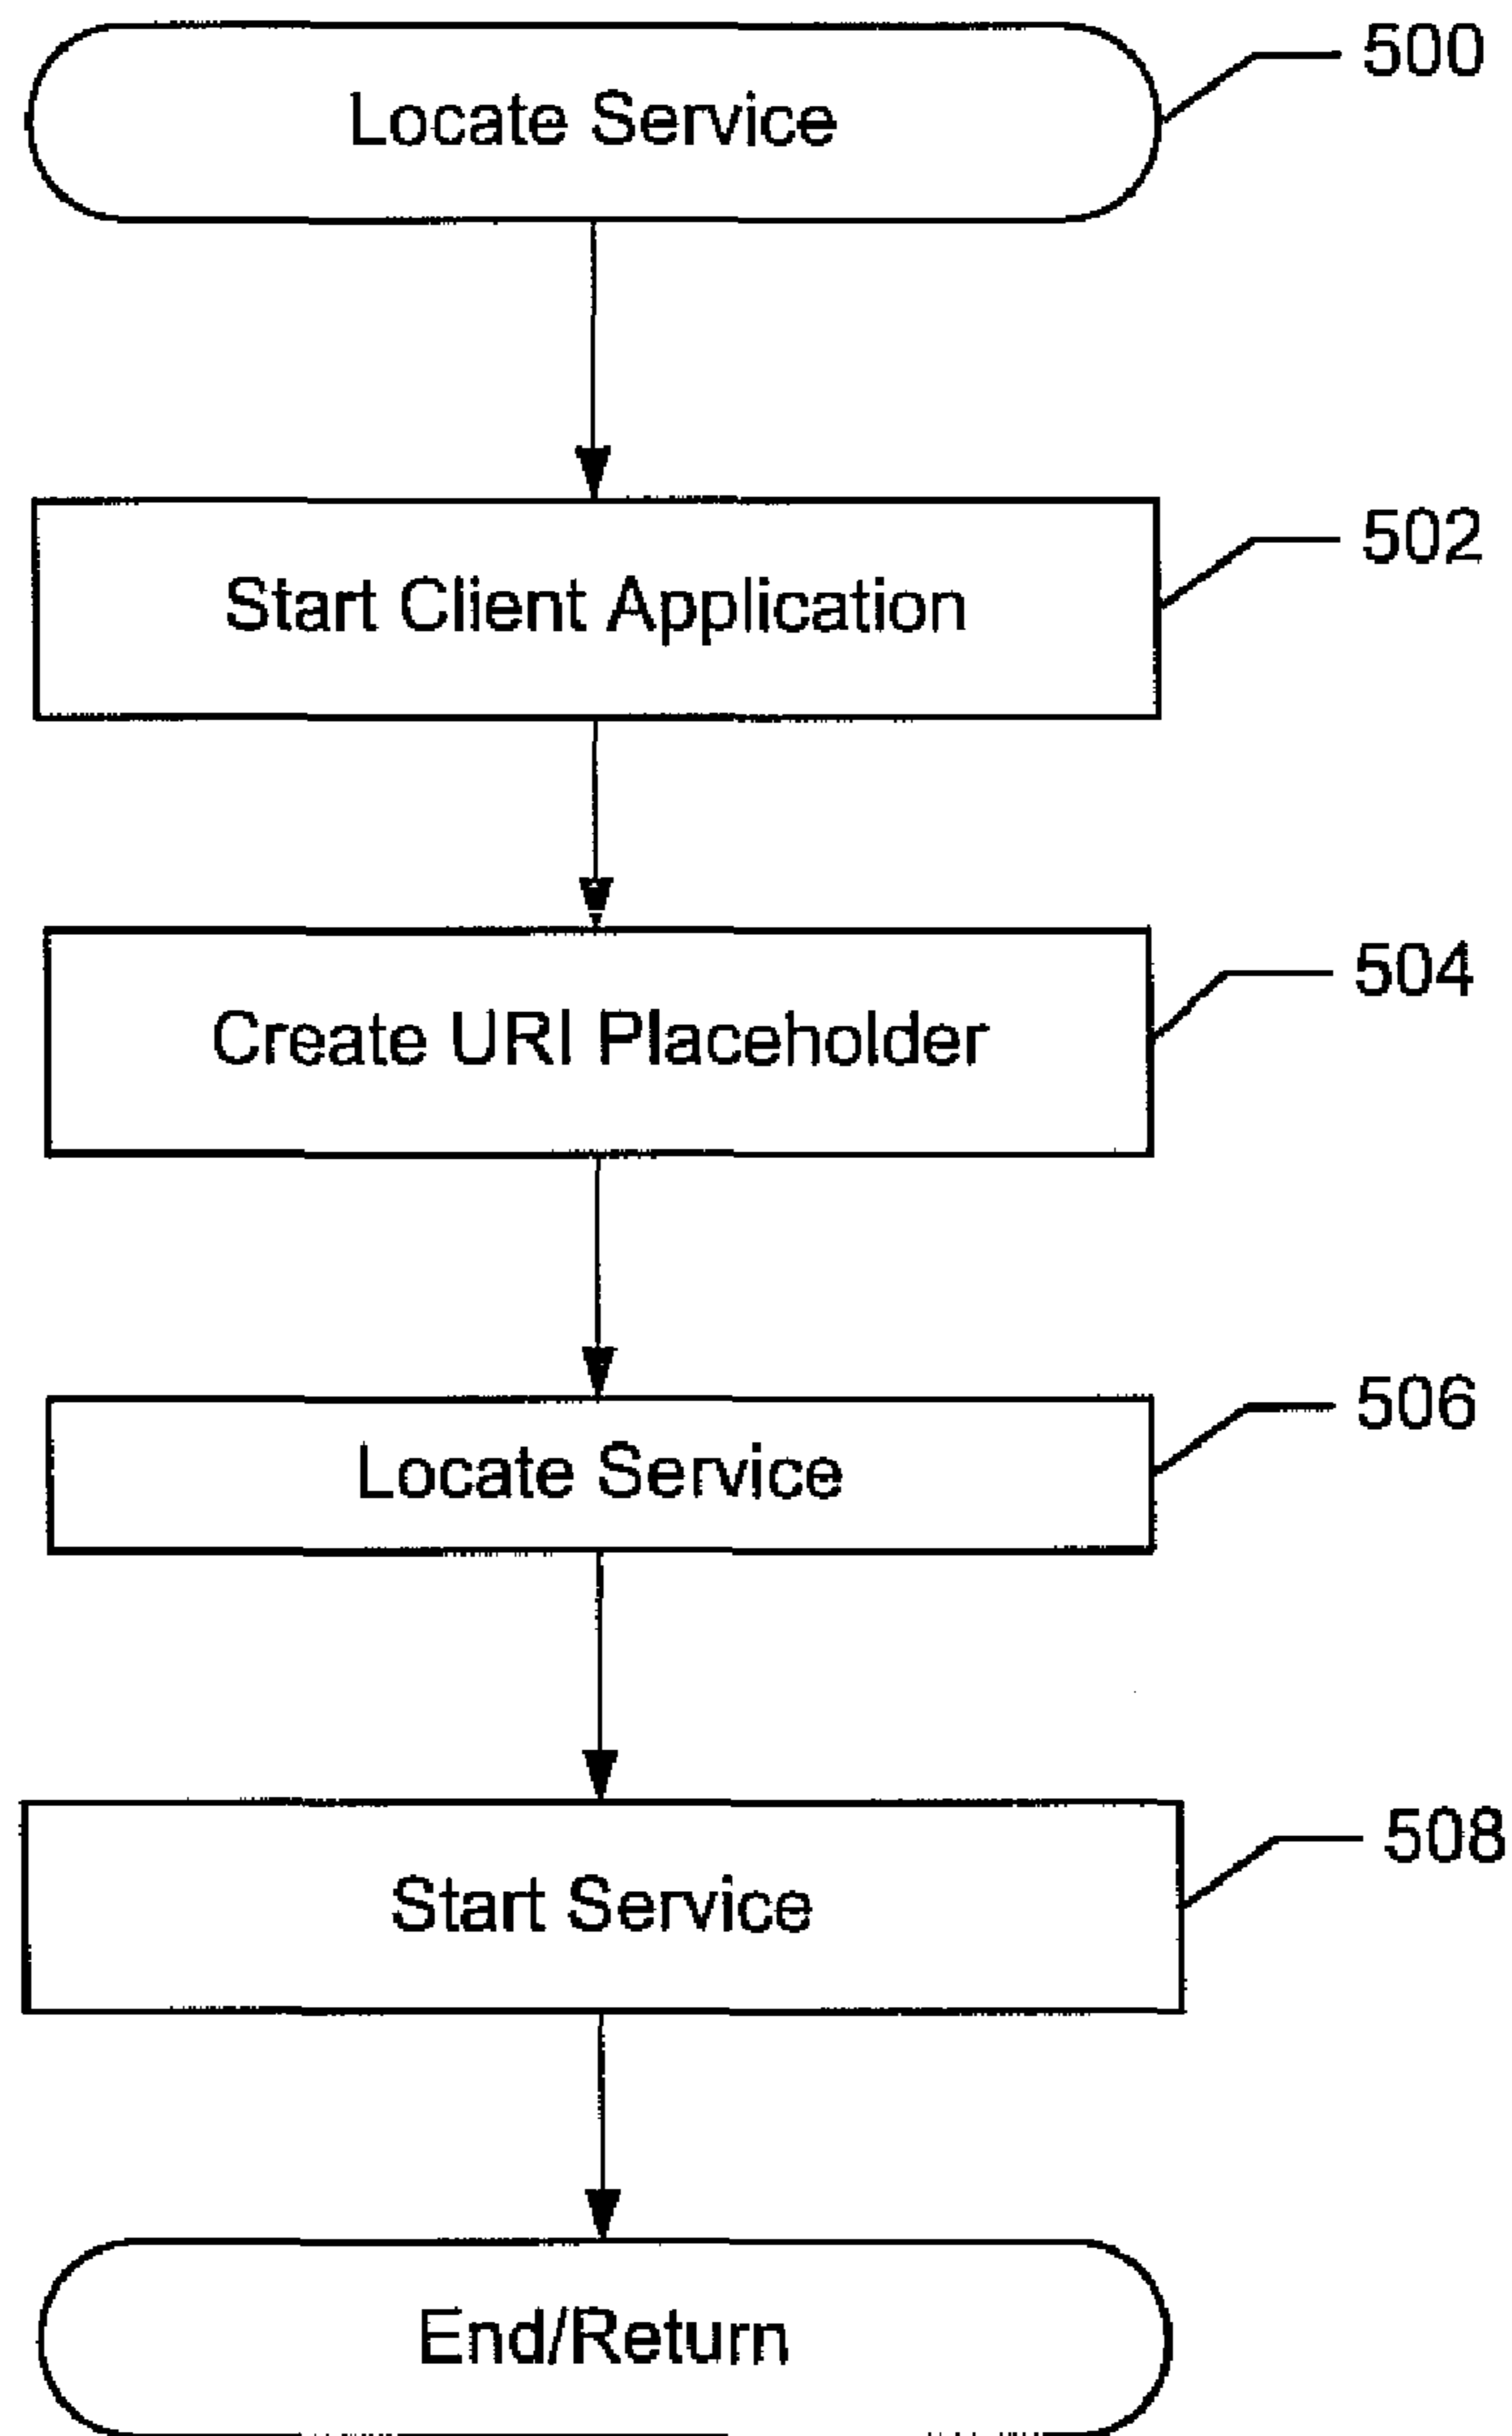 Locate Service
500
Start Client Application
502
Create URI Placeholder
504
Locate Service
506
Start Service
508
End/Return